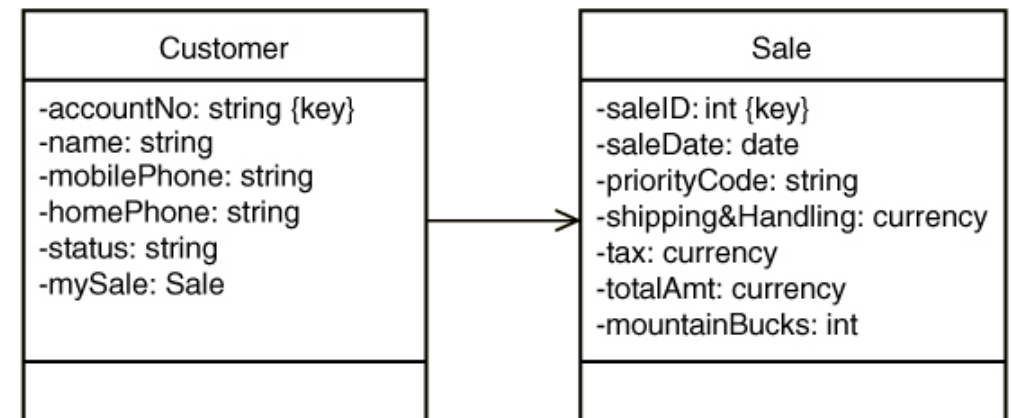 Customer
-accountNo: string {key}
-name: string
-mobilePhone: string
-homePhone: string
-status: string
-mySale: Sale
Sale
-saleID: int {key}
-saleDate: date
-priorityCode: string
-shipping&Handling: currency
-tax: currency
-totalAmt: currency
-mountainBucks: int